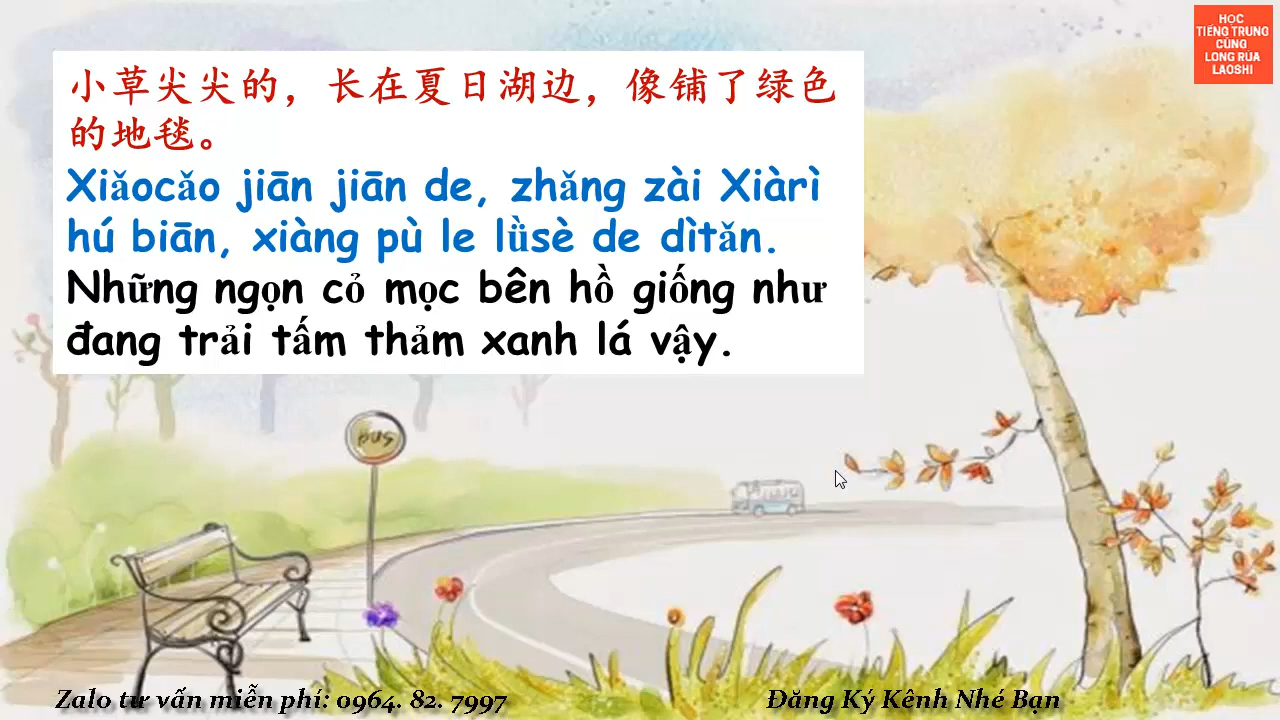 HỌC
TIẾNG TRUNG
CÙNG
LONG RÙA
LAOSHI
小草尖尖的，长在夏日湖边，像铺了绿色
的地毯。
Xiǎocǎo jiān jiān de, zhǎng zài Xiàrì
hú biān, xiàng pù le lǜsè de dìtǎn.
Những ngọn cỏ mọc bên hồ giống như
đang trải tấm thảm xanh lá vậy.
BUS
Zalo tư vấn miễn phí: 0964. 82. 7997
Đăng Ký Kênh Nhé Bạn